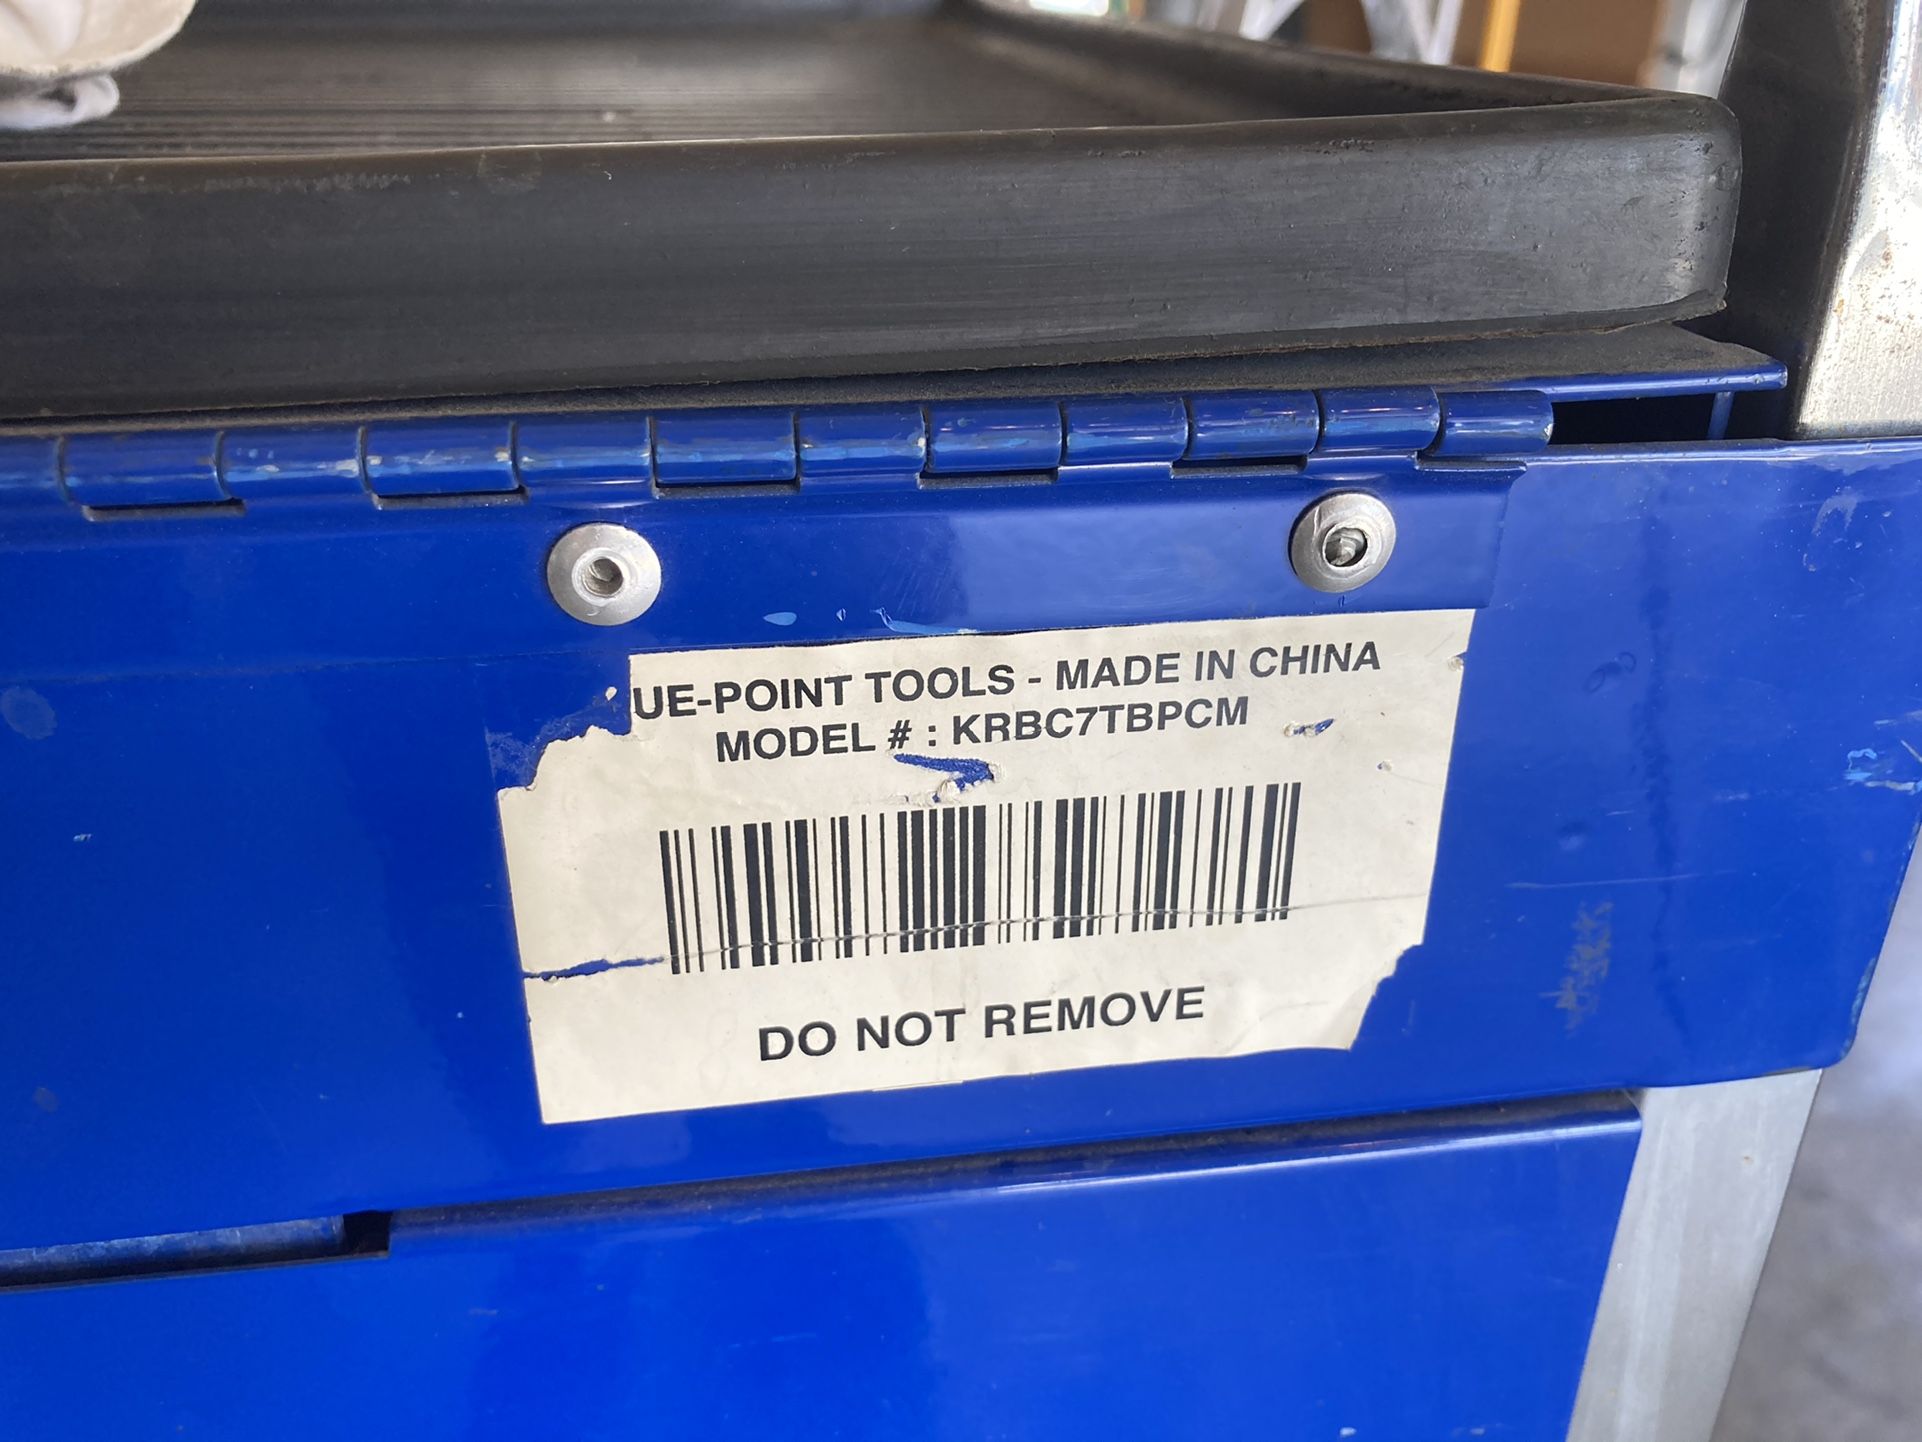 UE-POINT TOOLS - MADE IN CHINA
MODEL # : KRBC7TBPCM
DO NOT REMOVE